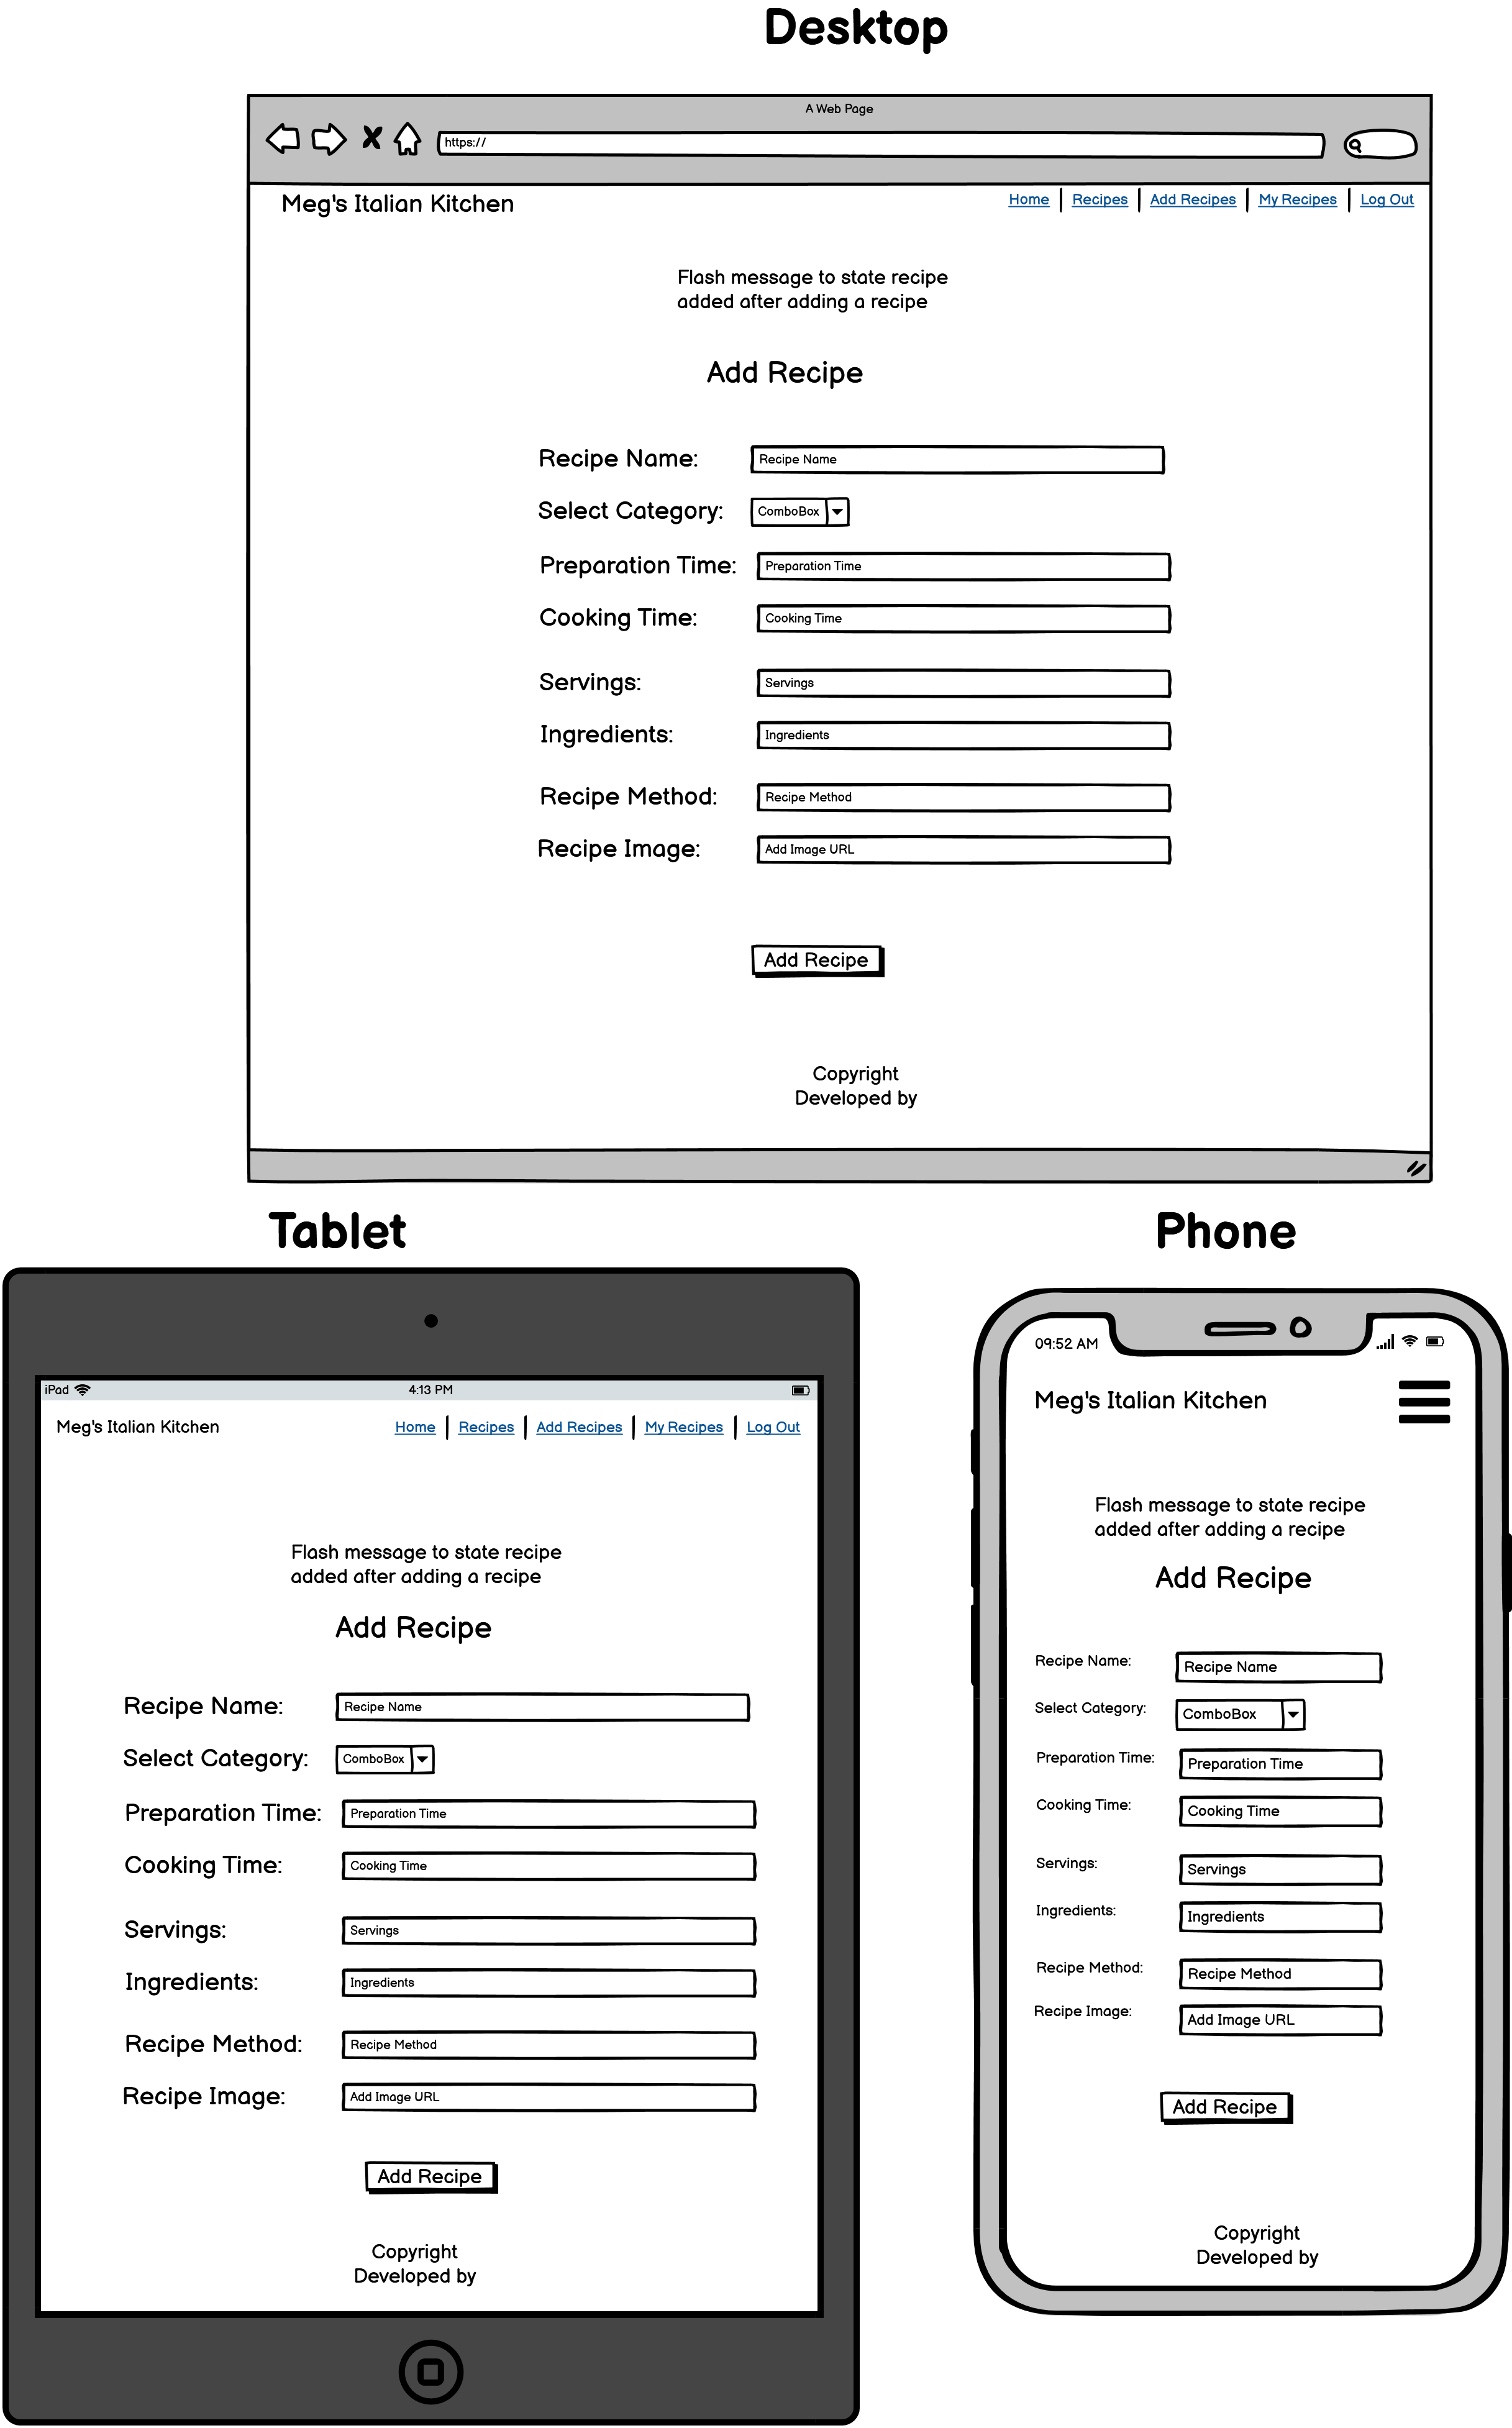 Desktop
A Web Page
https://
Meg's Italian Kitchen
Home Recipes Add Recipes My Recipes Log Out
Flash message to state recipe
added after adding a recipe
Add Recipe
Recipe Name: Recipe Name
Select Category: ComboBox
Preparation Time: Preparation Time
Cooking Time: Cooking Time
Servings: Servings
Ingredients: Ingredients
Recipe Method: Recipe Method
Recipe Image: Add Image URL
Add Recipe
Copyright
Developed by
Tablet
iPad 4:13 PM
Meg's Italian Kitchen Home Recipes Add Recipes My Recipes Log Out
Flash message to state recipe
added after adding a recipe
Add Recipe
Recipe Name: Recipe Name
Select Category: ComboBox
Preparation Time: Preparation Time
Cooking Time: Cooking Time
Servings: Servings
Ingredients: Ingredients
Recipe Method: Recipe Method
Recipe Image: Add Image URL
Add Recipe
Copyright
Developed by
Phone
09:52 AM
Meg's Italian Kitchen
Flash message to state recipe
added after adding a recipe
Add Recipe
Recipe Name: Recipe Name
Select Category: ComboBox
Preparation Time: Preparation Time
Cooking Time: Cooking Time
Servings: Servings
Ingredients: Ingredients
Recipe Method: Recipe Method
Recipe Image: Add Image URL
Add Recipe
Copyright
Developed by